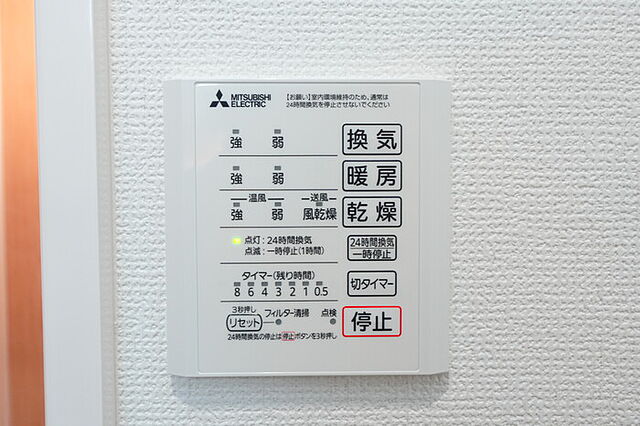 MITSUBISHI
ELECTRIC
【お願い】室内環境維持のため、通常は
24時間換気を停止させないでください
強 弱 換気
強 弱 暖房
温風 送風
強 弱 風乾燥 乾燥
点灯:24時間換気
点滅:一時停止(1時間)
24時間換気
一時停止
タイマー(残り時間)
8 6 4 3 2 1 0.5
切タイマー
3秒押し
リセット フィルター清掃 点検
停止
24時間換気の停止は 停止 ボタンを3秒押し